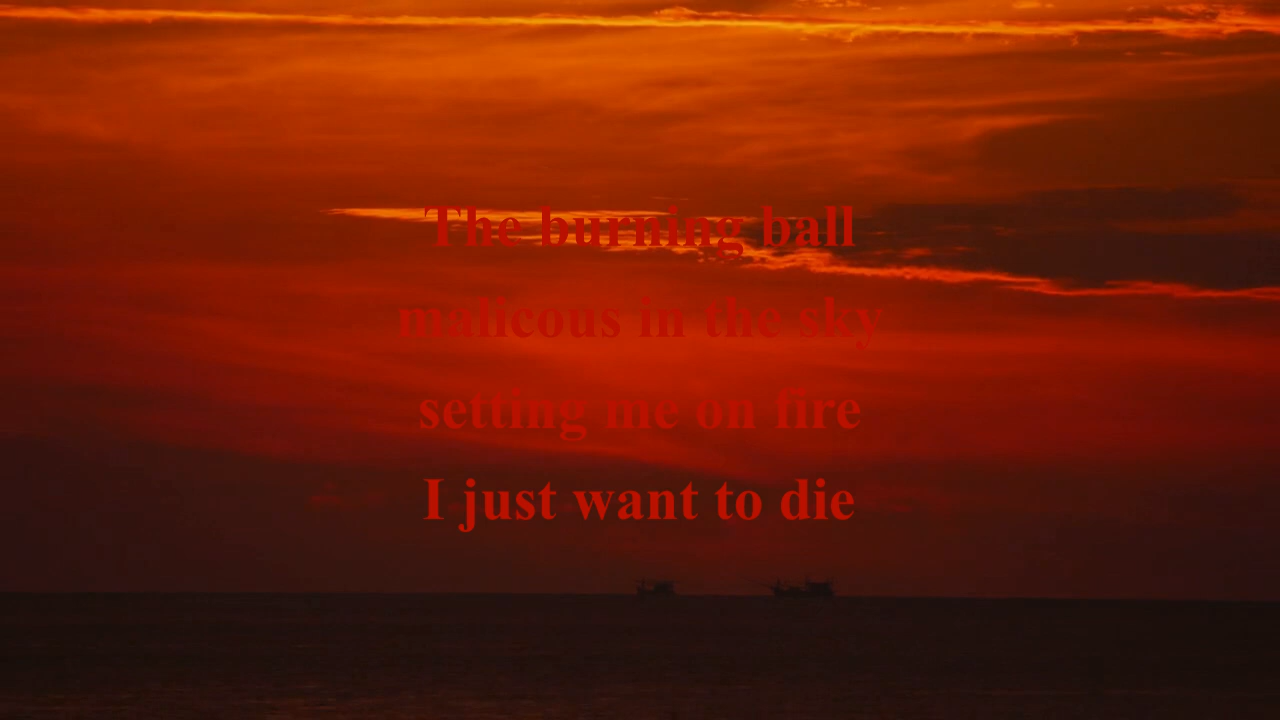 The burning ball
malicous in the sky
setting me on fire
I just want to die